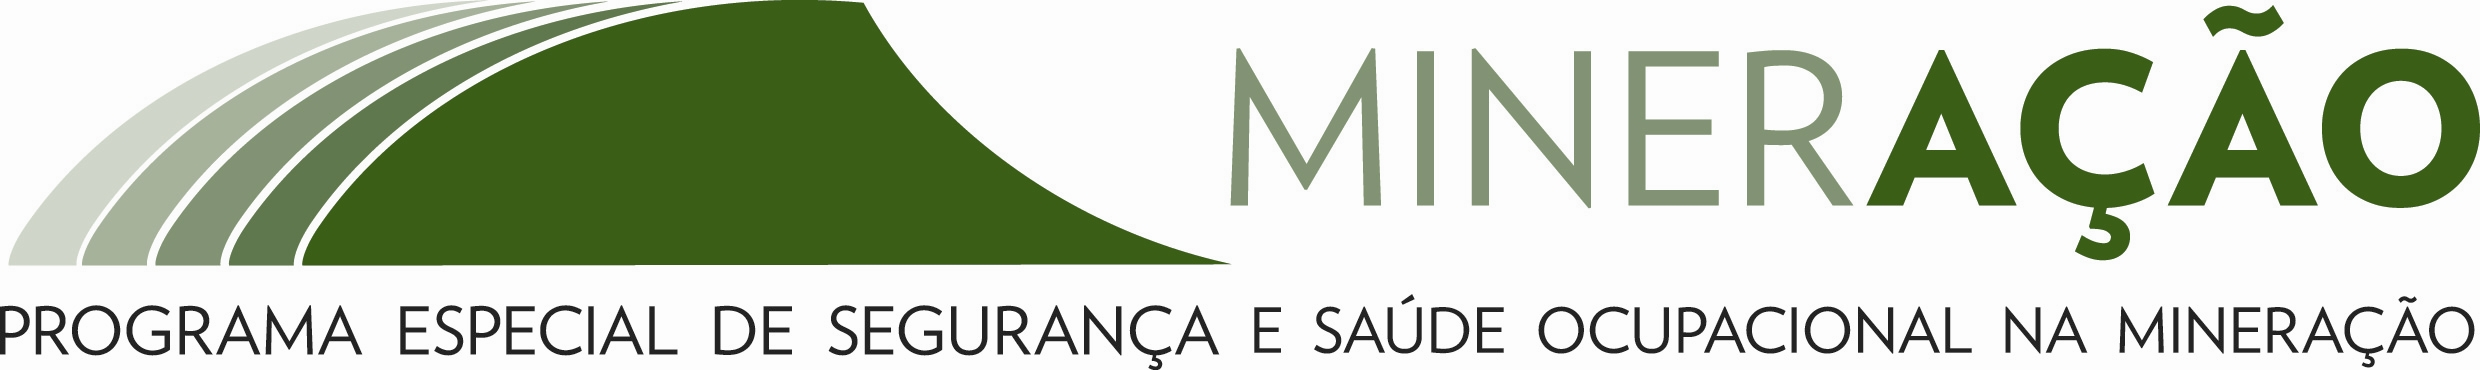 MINERAÇÃO
PROGRAMA ESPECIAL DE SEGURANÇA E SAÚDE OCUPACIONAL NA MINERAÇÃO